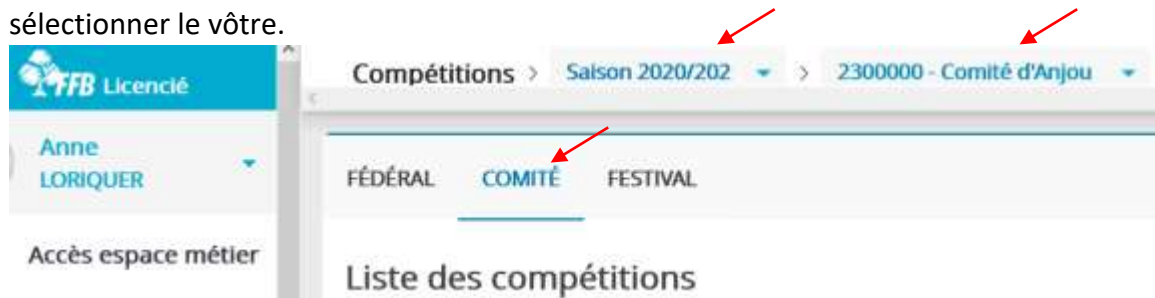 sélectionner le vôtre.
FFB Licencié
Compétitions > Saison 2020/202 > 2300000 - Comité d'Anjou
Anne
LORIQUER
FÉDÉRAL COMITÉ FESTIVAL
Accès espace métier
Liste des compétitions